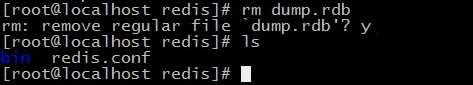 [root@localhost redis]# rm dump.rdb
rm: remove regular file `dump.rdb'? y
[root@localhost redis]# ls
bin  redis.conf
[root@localhost redis]#